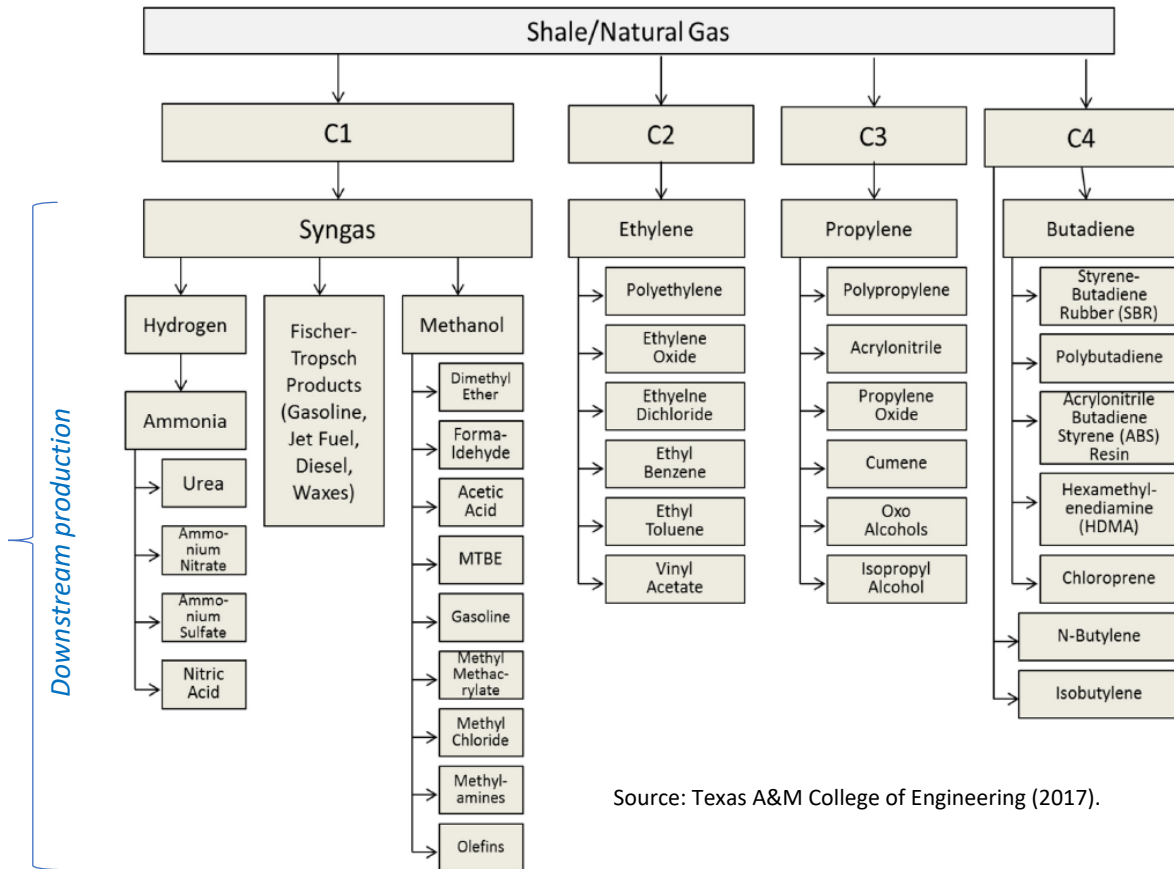 Shale/Natural Gas
C1
C2
C3
C4
Syngas
Ethylene
Propylene
Butadiene
Downstream production
Hydrogen
Ammonia
Urea
Ammo-
nium
Nitrate
Ammo-
nium
Sulfate
Nitric
Acid
Fischer-
Tropsch
Products
(Gasoline,
Jet Fuel,
Diesel,
Waxes)
Methanol
Dimethyl
Ether
Forma-
ldehyde
Acetic
Acid
MTBE
Gasoline
Methyl
Methac-
rylate
Methyl
Chloride
Methyl-
amines
Olefins
Polyethylene
Ethylene
Oxide
Ethyelne
Dichloride
Ethyl
Benzene
Ethyl
Toluene
Vinyl
Acetate
Polypropylene
Acrylonitrile
Propylene
Oxide
Cumene
Oxo
Alcohols
Isopropyl
Alcohol
Styrene-
Butadiene
Rubber (SBR)
Polybutadiene
Acrylonitrile
Butadiene
Styrene (ABS)
Resin
Hexamethyl-
enediamine
(HDMA)
Chloroprene
N-Butylene
Isobutylene
Source: Texas A&M College of Engineering (2017).